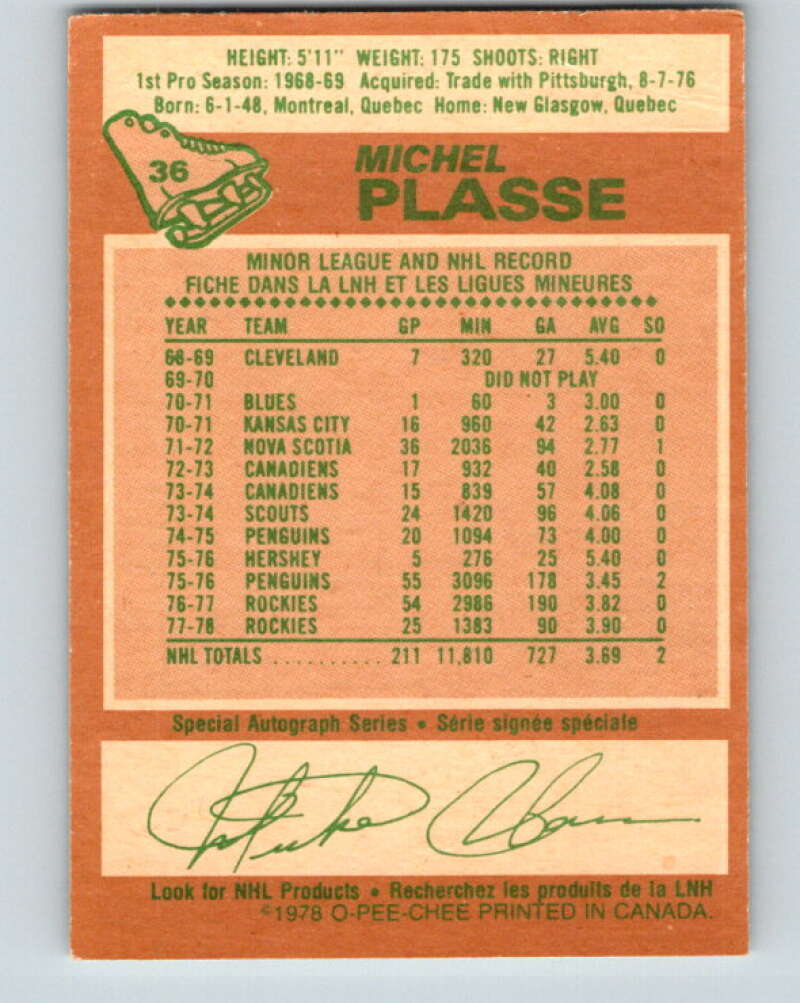 HEIGHT: 5'11" WEIGHT: 175 SHOOTS: RIGHT
1st Pro Season: 1968-69 Acquired: Trade with Pittsburgh, 8-7-76
Born: 6-1-48, Montreal, Quebec Home: New Glasgow, Quebec
36
MICHEL
PLASSE
MINOR LEAGUE AND NHL RECORD
FICHE DANS LA LNH ET LES LIGUES MINEURES
YEAR TEAM GP MIN GA AVG SO
68-69 CLEVELAND 7 320 27 5.40 0
69-70 DID NOT PLAY
70-71 BLUES 1 60 3 3.00 0
70-71 KANSAS CITY 16 960 42 2.63 0
71-72 NOVA SCOTIA 36 2036 94 2.77 1
72-73 CANADIENS 17 932 40 2.58 0
73-74 CANADIENS 15 839 57 4.08 0
73-74 SCOUTS 24 1420 96 4.06 0
74-75 PENGUINS 20 1094 73 4.00 0
75-76 HERSHEY 5 276 25 5.40 0
75-76 PENGUINS 55 3096 178 3.45 2
76-77 ROCKIES 54 2986 190 3.82 0
77-78 ROCKIES 25 1383 90 3.90 0
NHL TOTALS .......... 211 11,810 727 3.69 2
Special Autograph Series • Série signée spéciale
Look for NHL Products • Recherchez les produits de la LNH
©1978 O-PEE-CHEE PRINTED IN CANADA.